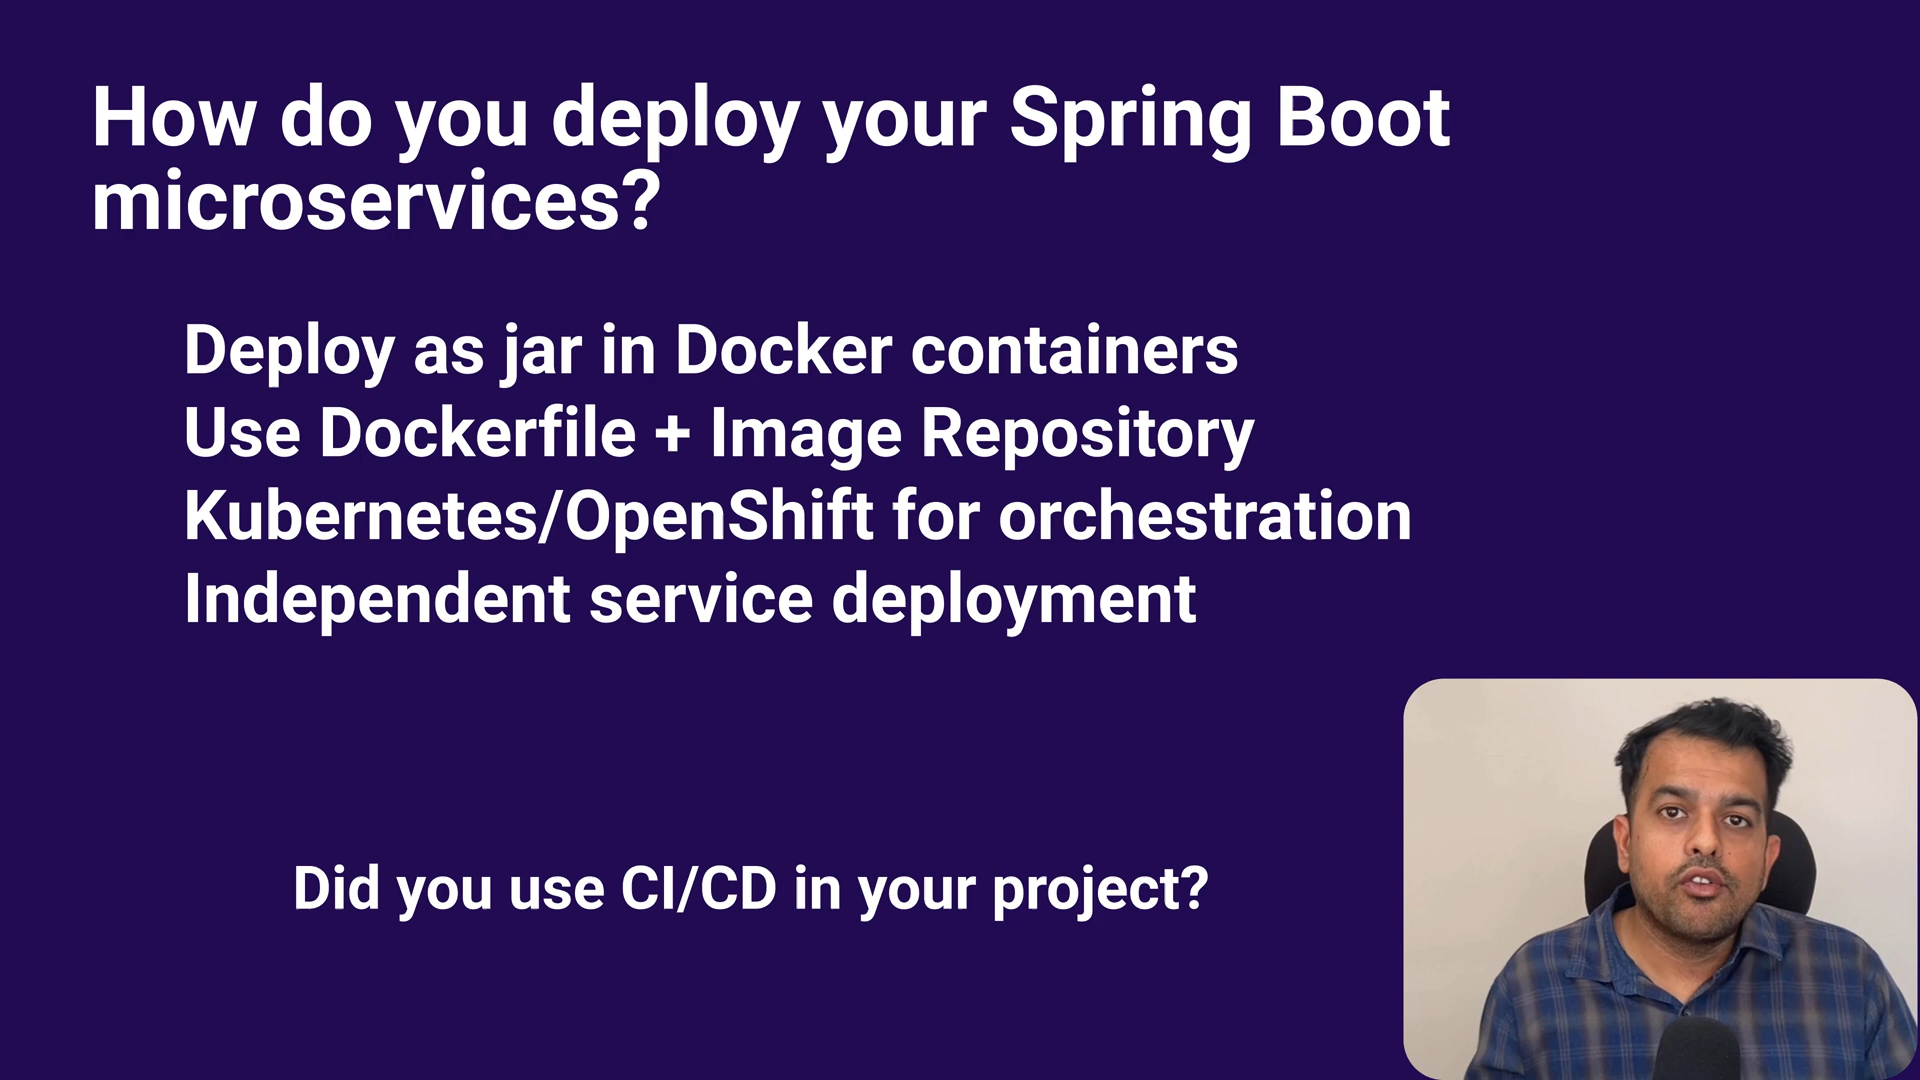 How do you deploy your Spring Boot
microservices?
Deploy as jar in Docker containers
Use Dockerfile + Image Repository
Kubernetes/OpenShift for orchestration
Independent service deployment
Did you use CI/CD in your project?